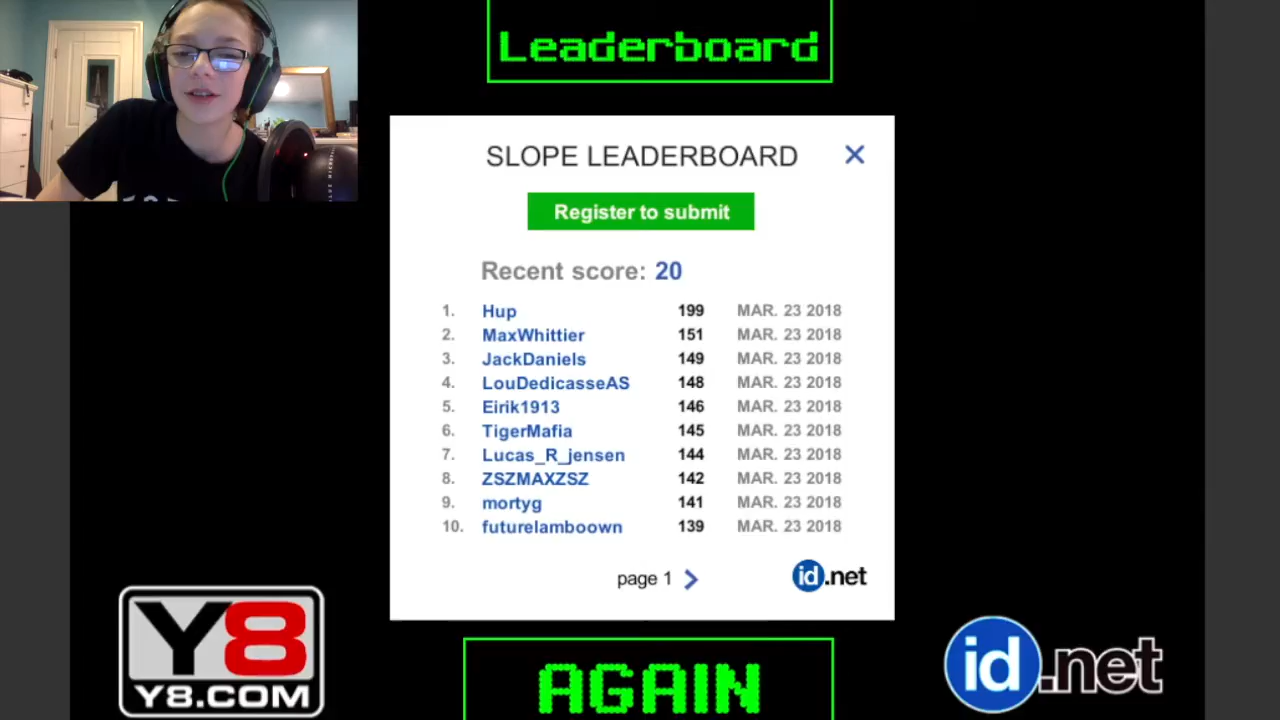 Leaderboard
SLOPE LEADERBOARD
Register to submit
Recent score: 20
1. Hup 199 MAR. 23 2018
2. MaxWhittier 151 MAR. 23 2018
3. JackDaniels 149 MAR. 23 2018
4. LouDedicasseAS 148 MAR. 23 2018
5. Eirik1913 146 MAR. 23 2018
6. TigerMafia 145 MAR. 23 2018
7. Lucas_R_jensen 144 MAR. 23 2018
8. ZSZMAXZSZ 142 MAR. 23 2018
9. mortyg 141 MAR. 23 2018
10. futurelamboown 139 MAR. 23 2018
page 1
id.net
Y8
Y8.COM
AGAIN
id.net